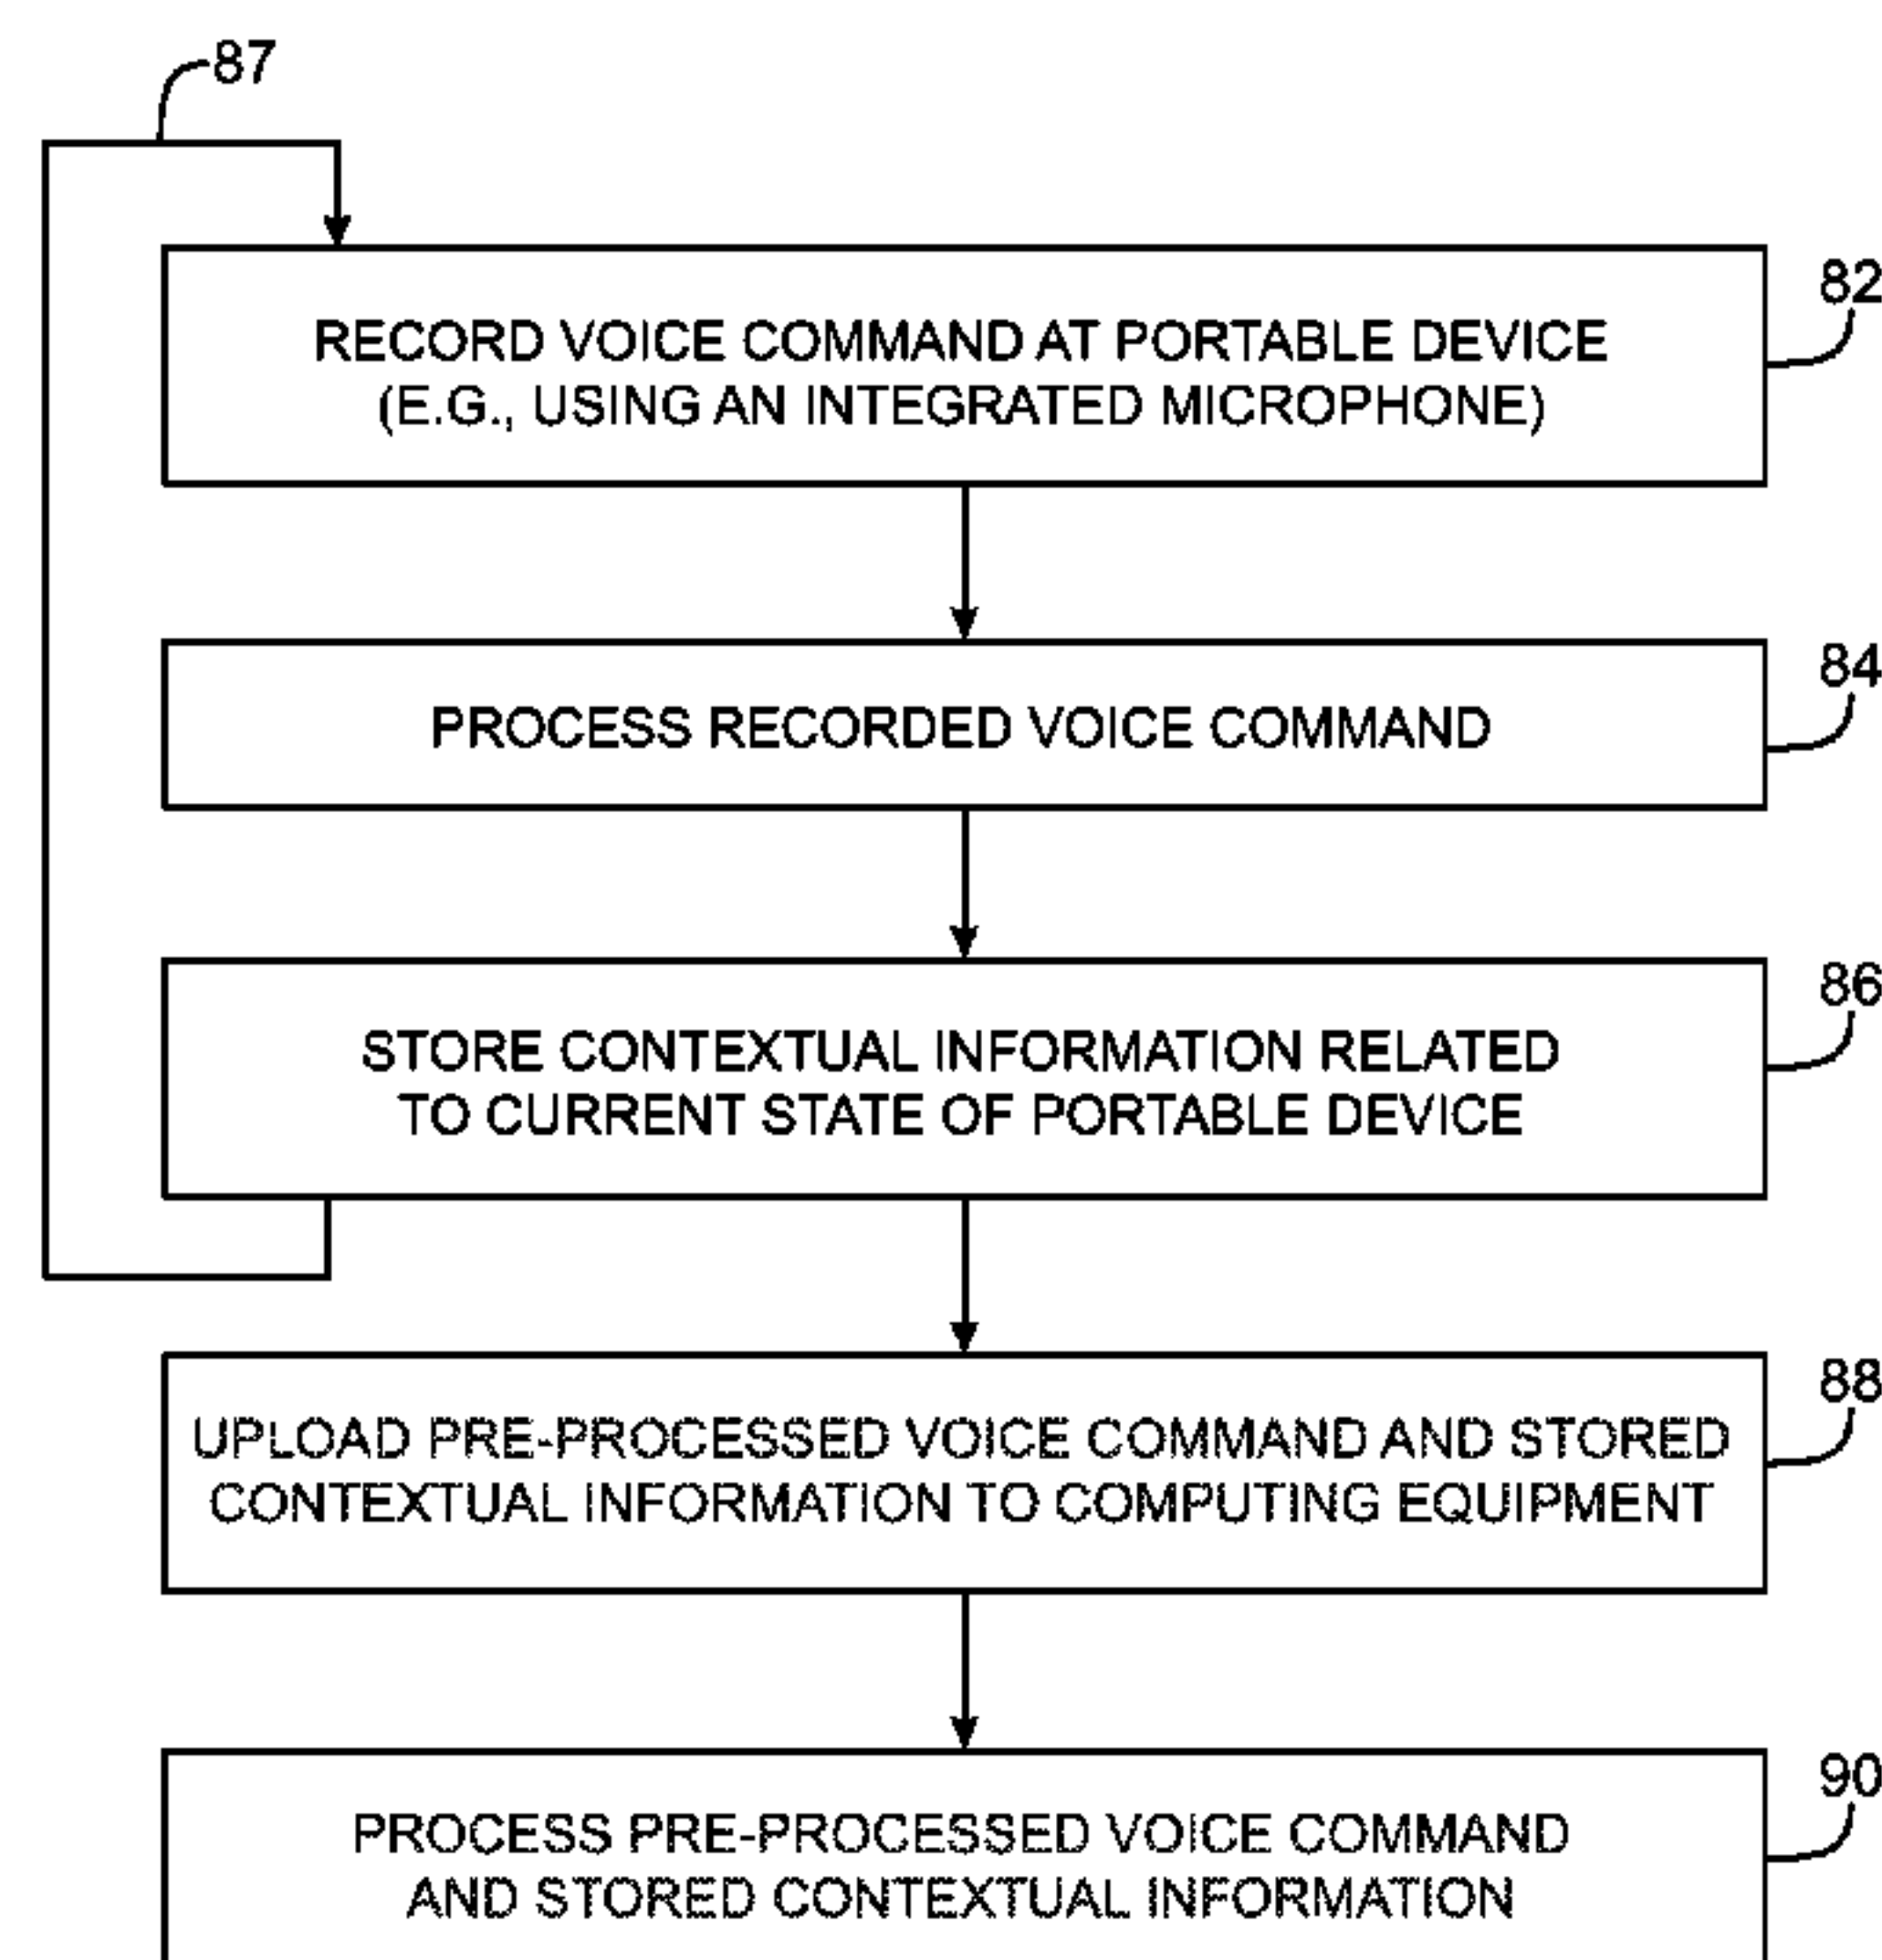 87
82
RECORD VOICE COMMAND AT PORTABLE DEVICE
(E.G., USING AN INTEGRATED MICROPHONE)
84
PROCESS RECORDED VOICE COMMAND
86
STORE CONTEXTUAL INFORMATION RELATED
TO CURRENT STATE OF PORTABLE DEVICE
88
UPLOAD PRE-PROCESSED VOICE COMMAND AND STORED
CONTEXTUAL INFORMATION TO COMPUTING EQUIPMENT
90
PROCESS PRE-PROCESSED VOICE COMMAND
AND STORED CONTEXTUAL INFORMATION